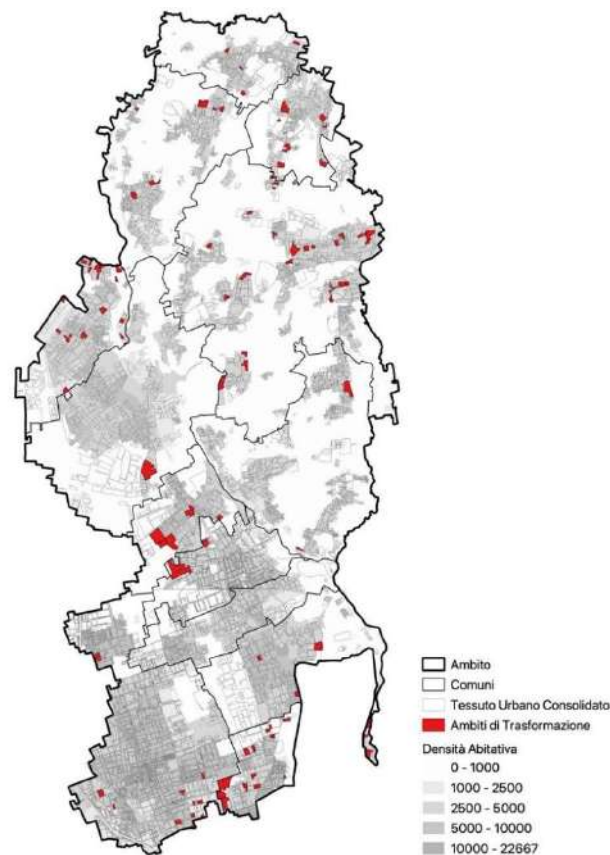 Ambito
Comuni
Tessuto Urbano Consolidato
Ambiti di Trasformazione
Densità Abitativa
0 - 1000
1000 - 2500
2500 - 5000
5000 - 10000
10000 - 22667